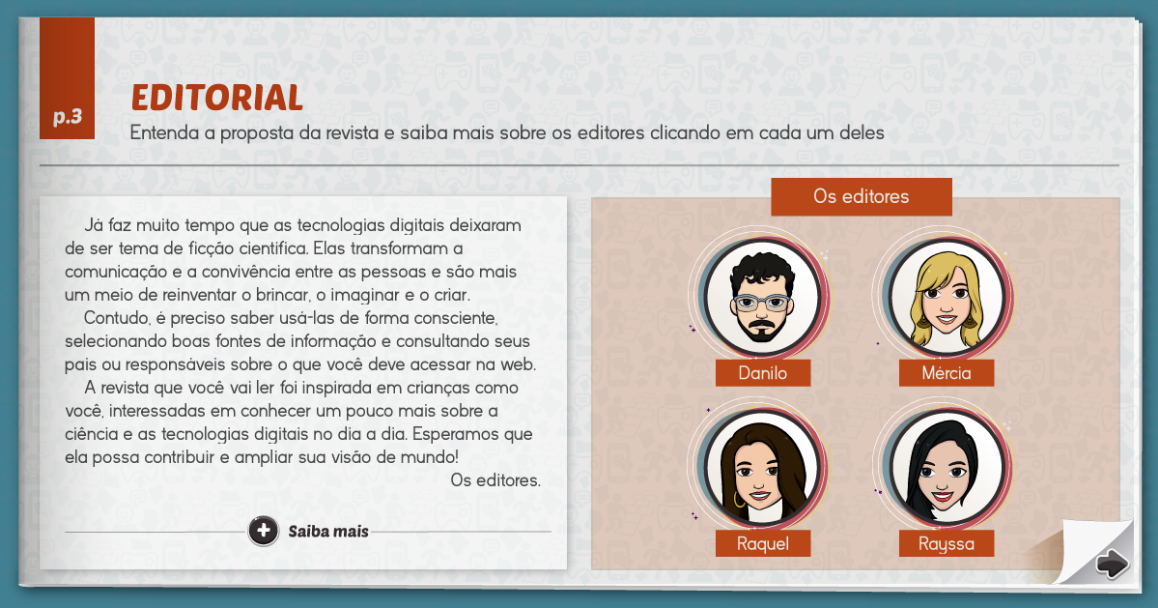 p.3
EDITORIAL
Entenda a proposta da revista e saiba mais sobre os editores clicando em cada um deles
Já faz muito tempo que as tecnologias digitais deixaram
de ser tema de ficção científica. Elas transformam a
comunicação e a convivência entre as pessoas e são mais
um meio de reinventar o brincar, o imaginar e o criar.
Contudo, é preciso saber usá-las de forma consciente,
selecionando boas fontes de informação e consultando seus
pais ou responsáveis sobre o que você deve acessar na web.
A revista que você vai ler foi inspirada em crianças como
você, interessadas em conhecer um pouco mais sobre a
ciência e as tecnologias digitais no dia a dia. Esperamos que
ela possa contribuir e ampliar sua visão de mundo!
Os editores.
Saiba mais
Os editores
Danilo
Mércia
Raquel
Rayssa